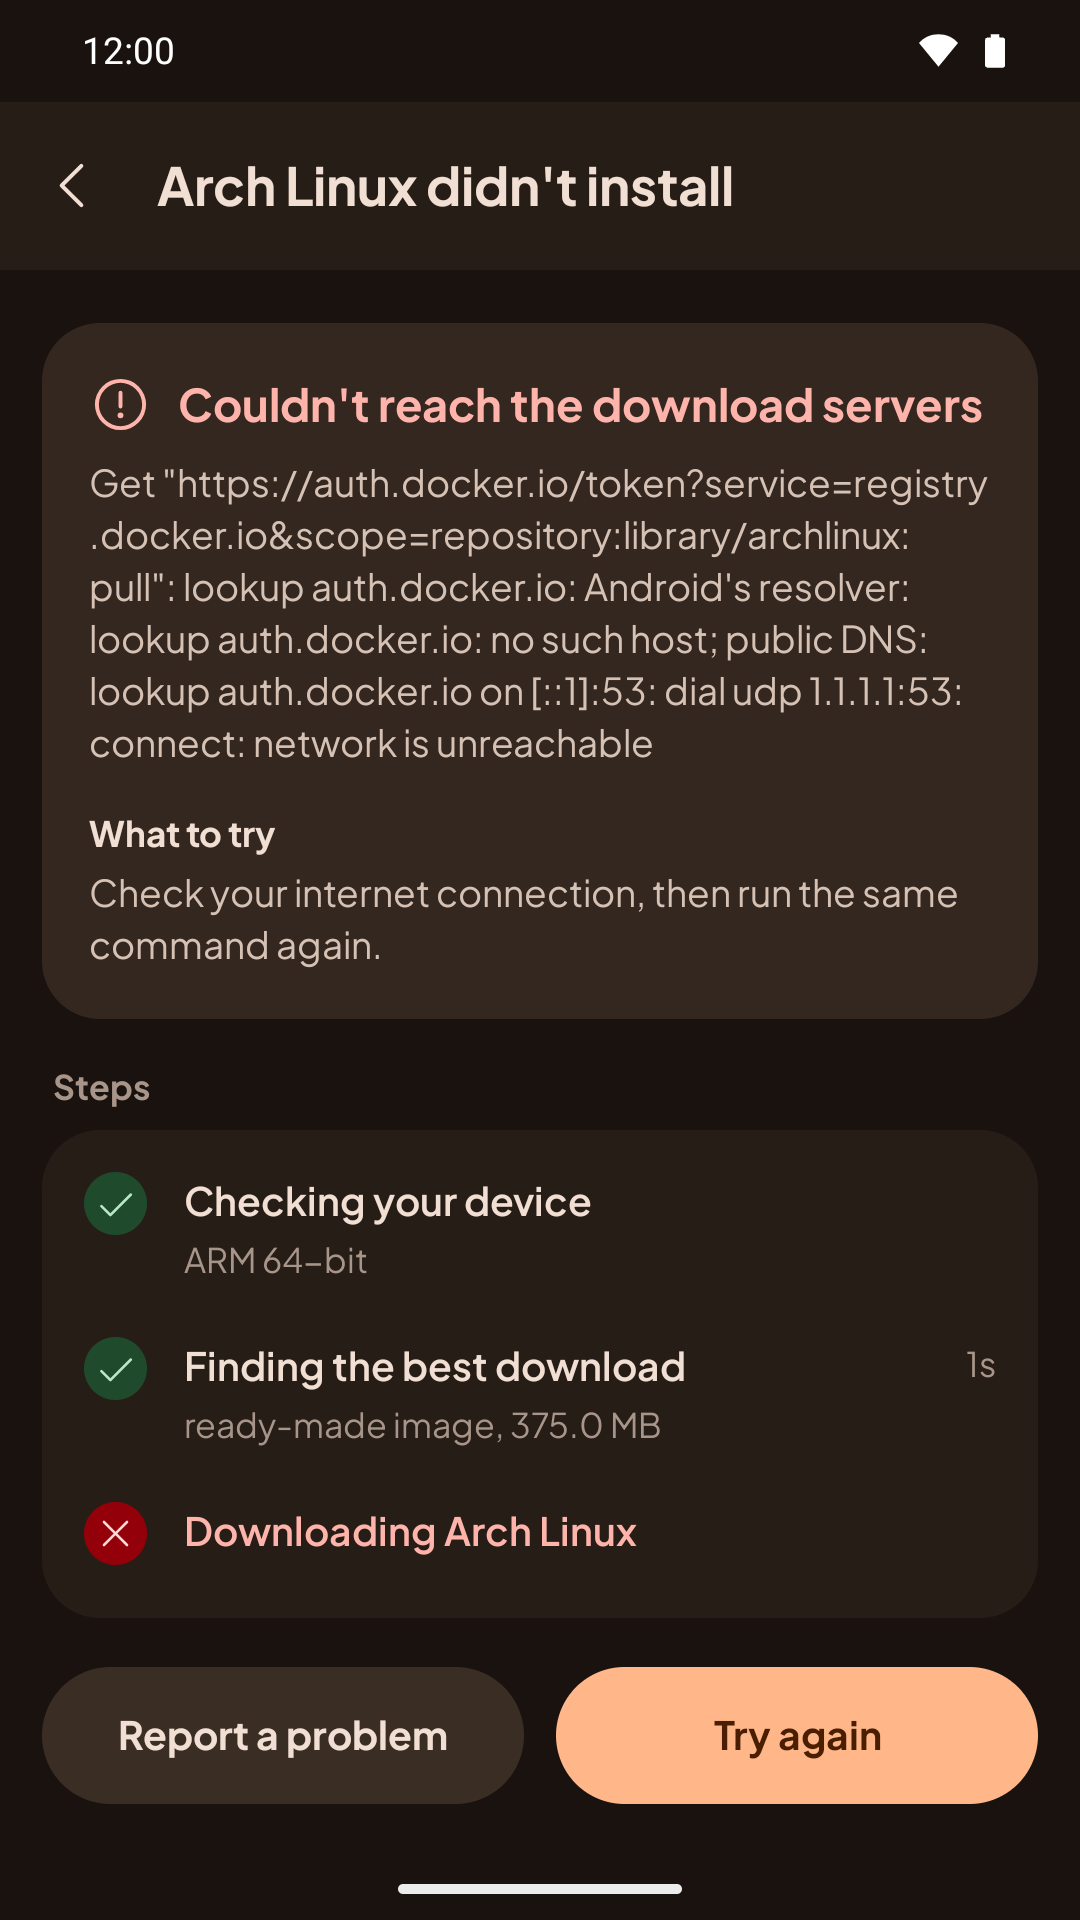 12:00
Arch Linux didn't install
Couldn't reach the download servers
Get "https://auth.docker.io/token?service=registry
.docker.io&scope=repository:library/archlinux:
pull": lookup auth.docker.io: Android's resolver:
lookup auth.docker.io: no such host; public DNS:
lookup auth.docker.io on [::1]:53: dial udp 1.1.1.1:53:
connect: network is unreachable
What to try
Check your internet connection, then run the same
command again.
Steps
Checking your device
ARM 64-bit
Finding the best download
1s
ready-made image, 375.0 MB
Downloading Arch Linux
Report a problem
Try again